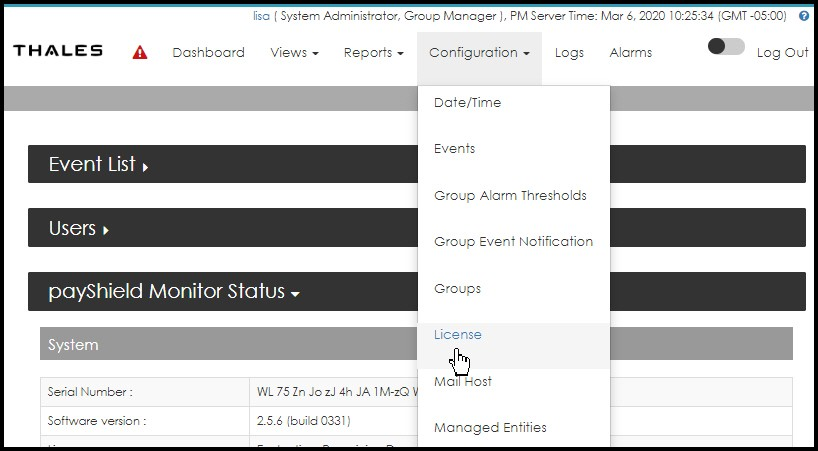 lisa ( System Administrator, Group Manager ), PM Server Time: Mar 6, 2020 10:25:34 (GMT -05:00) ?
THALES Dashboard Views Reports Configuration Logs Alarms Log Out
Date/Time
Events
Event List
Group Alarm Thresholds
Users
Group Event Notification
Groups
payShield Monitor Status
License
System
Mail Host
Serial Number : WL 75 Zn Jo zJ 4h JA 1M-zQ
Software version : 2.5.6 (build 0331)
Managed Entities